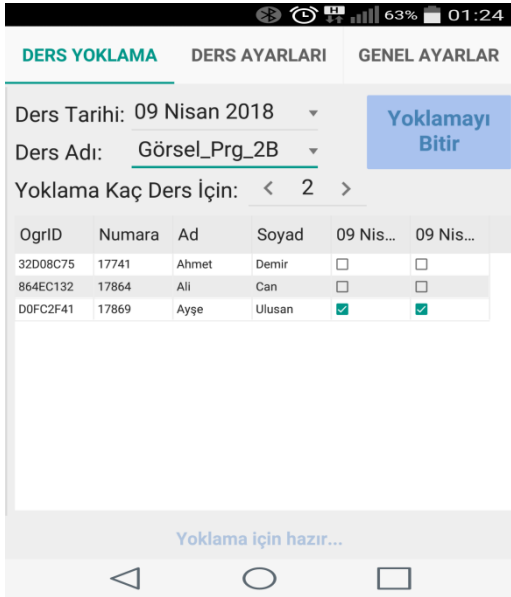 63% 01:24
DERS YOKLAMA DERS AYARLARI GENEL AYARLAR
Ders Tarihi: 09 Nisan 2018
Yoklamayı
Bitir
Ders Adı: Görsel_Prg_2B
Yoklama Kaç Ders İçin: < 2 >
OgrID Numara Ad Soyad 09 Nis... 09 Nis...
32D08C75 17741 Ahmet Demir
864EC132 17864 Ali Can
D0FC2F41 17869 Ayşe Ulusan
Yoklama için hazır...